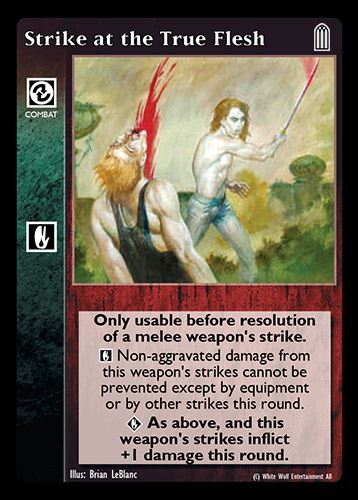 Strike at the True Flesh
COMBAT
Only usable before resolution
of a melee weapon's strike.
Non-aggravated damage from
this weapon's strikes cannot be
prevented except by equipment
or by other strikes this round.
As above, and this
weapon's strikes inflict
+1 damage this round.
Illus: Brian LeBlanc
(C) White Wolf Entertainment AB